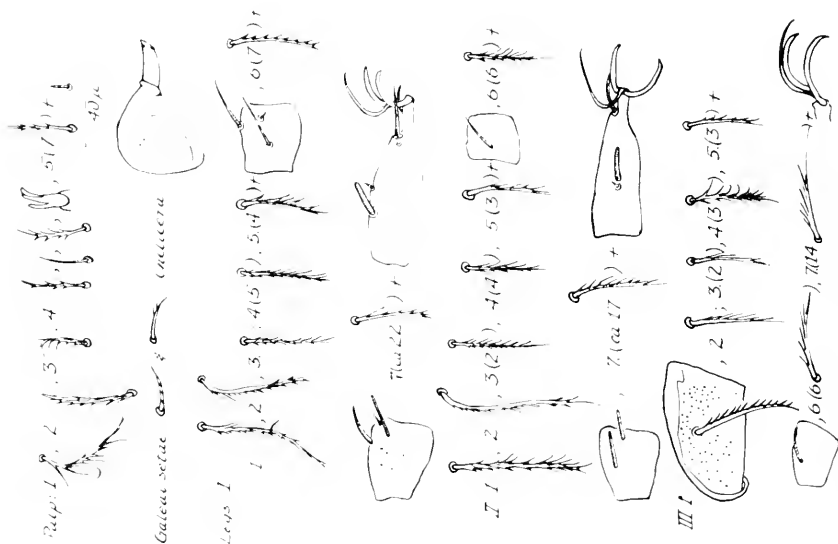 Palp: 1, 2 (, 3, 4, (, 5(7)+
40µ
Galeal setae & chelicera
Legs I
1, 2, 3, 4(5), 5.(4)+, 6(7)+
7(ca 22)+(
II 1, 2, 3(2), 4(4), 5(3)+, 6(6)+
, 7.(ca 17)+
III 1, 2, 3.(2), 4(3), 5.(3)+
, 6(6), 7.(14)+